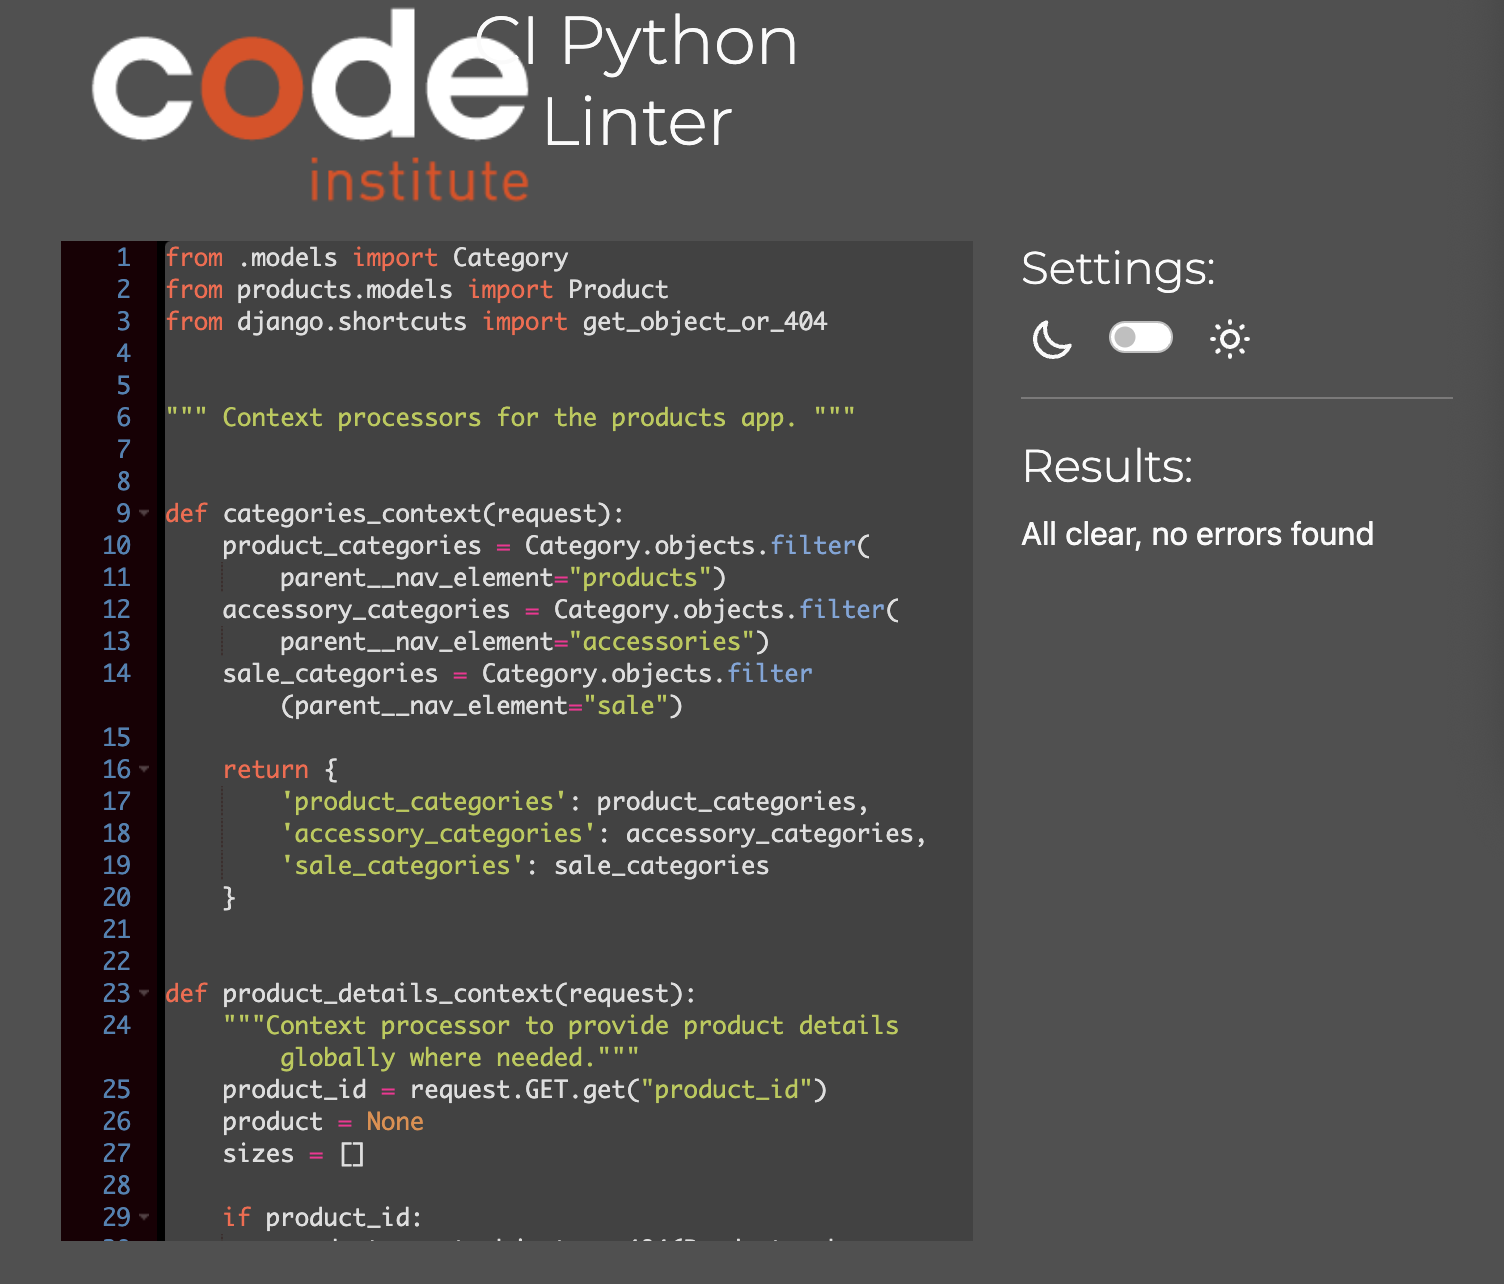 code
institute
CI Python
Linter
1 from .models import Category
2 from products.models import Product
3 from django.shortcuts import get_object_or_404
4
5
6 """ Context processors for the products app. """
7
8
9 def categories_context(request):
10     product_categories = Category.objects.filter(
11         parent__nav_element="products")
12     accessory_categories = Category.objects.filter(
13         parent__nav_element="accessories")
14     sale_categories = Category.objects.filter
        (parent__nav_element="sale")
15
16     return {
17         'product_categories': product_categories,
18         'accessory_categories': accessory_categories,
19         'sale_categories': sale_categories
20     }
21
22
23 def product_details_context(request):
24     """Context processor to provide product details
        globally where needed."""
25     product_id = request.GET.get("product_id")
26     product = None
27     sizes = []
28
29     if product_id:
Settings:
Results:
All clear, no errors found